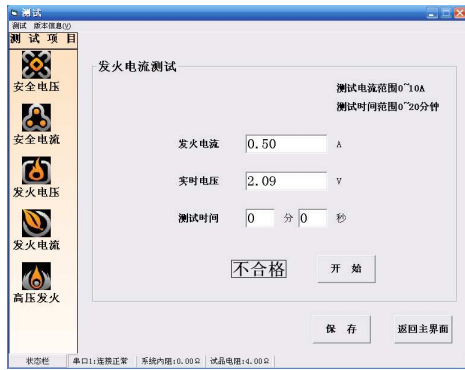 测试
测试 版本信息(V)
测 试 项 目
安全电压
安全电流
发火电压
发火电流
高压发火
发火电流测试
测试电流范围0~10A
测试时间范围0~20分钟
发火电流 0.50 A
实时电压 2.09 V
测试时间 0 分 0 秒
不合格 开 始
保 存 返回主界面
状态栏 串口1:连接正常 系统内阻:0.00Ω 试品电阻:4.00Ω